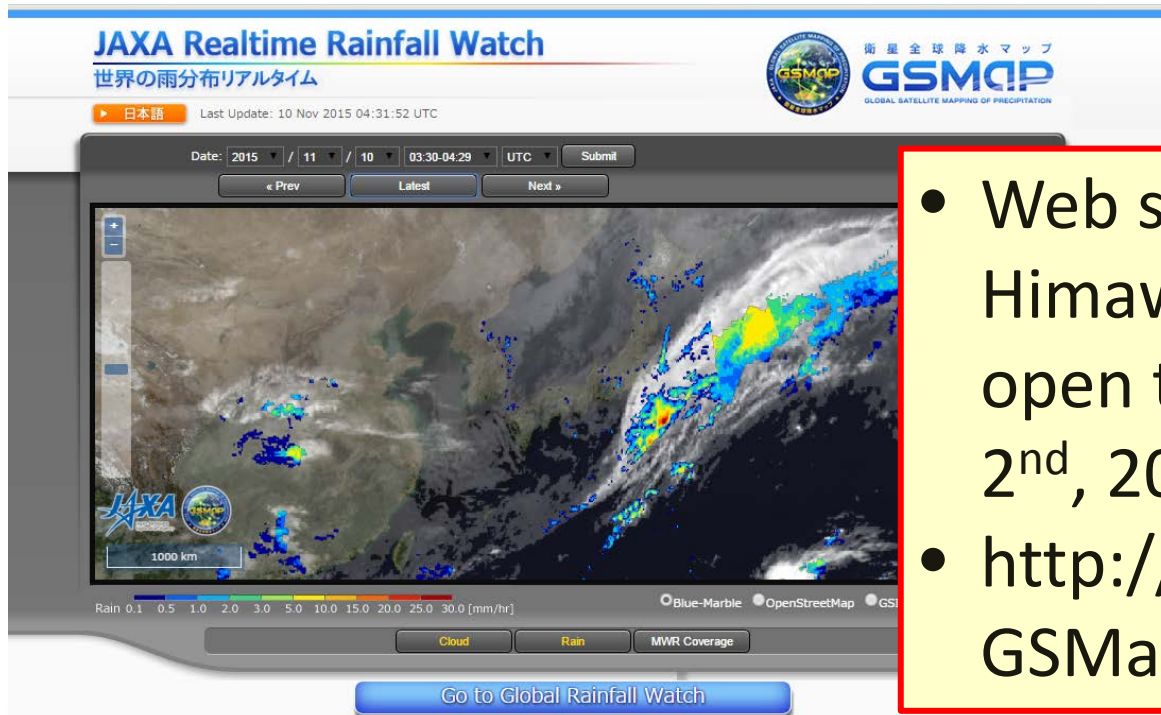 JAXA Realtime Rainfall Watch
世界の雨分布リアルタイム
日本語
Last Update: 10 Nov 2015 04:31:52 UTC
衛星全球降水マップ
GSMaP
GSMaP
GLOBAL SATELLITE MAPPING OF PRECIPITATION
Date: 2015 / 11 / 10 03:30-04:29 UTC Submit
« Prev Latest Next »
+
−
JAXA GSMaP
1000 km
Rain 0.1 0.5 1.0 2.0 3.0 5.0 10.0 15.0 20.0 25.0 30.0 [mm/hr]
Blue-Marble OpenStreetMap GSI
Cloud Rain MWR Coverage
Go to Global Rainfall Watch
• Web s
Himaw
open t
2nd, 20
• http://
GSMa